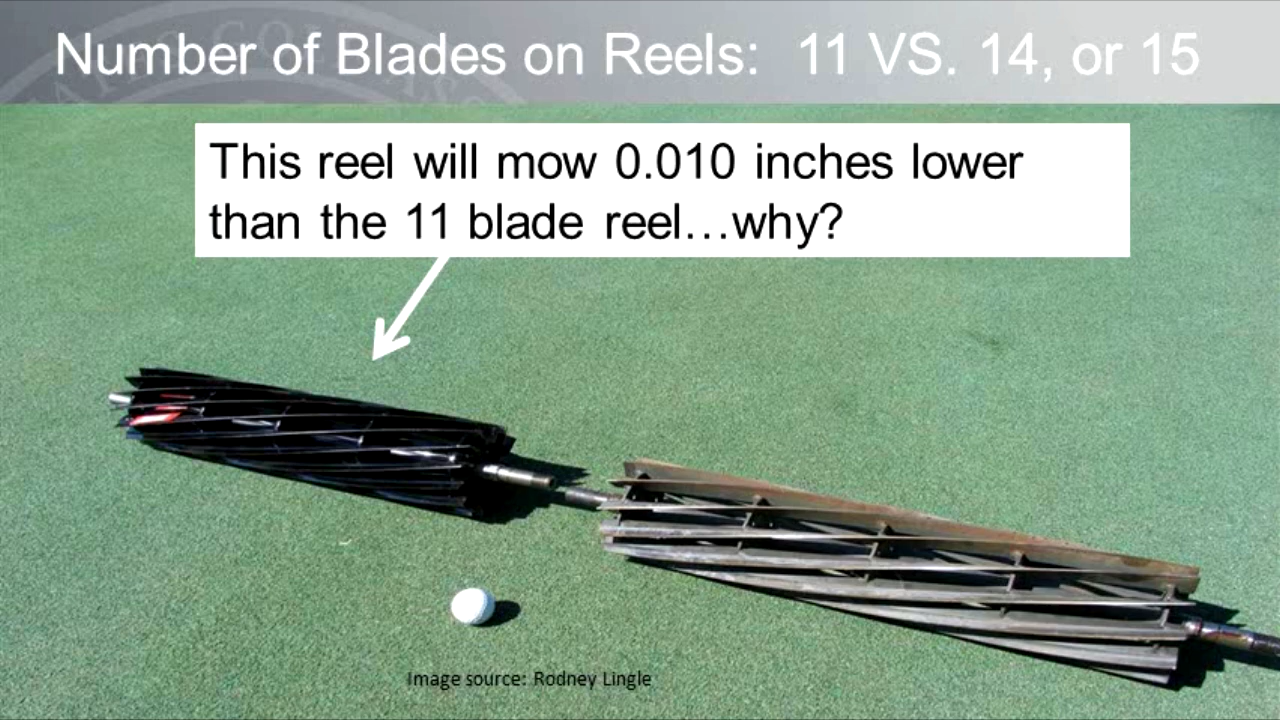 Number of Blades on Reels: 11 VS. 14, or 15
This reel will mow 0.010 inches lower
than the 11 blade reel…why?
Image source: Rodney Lingle